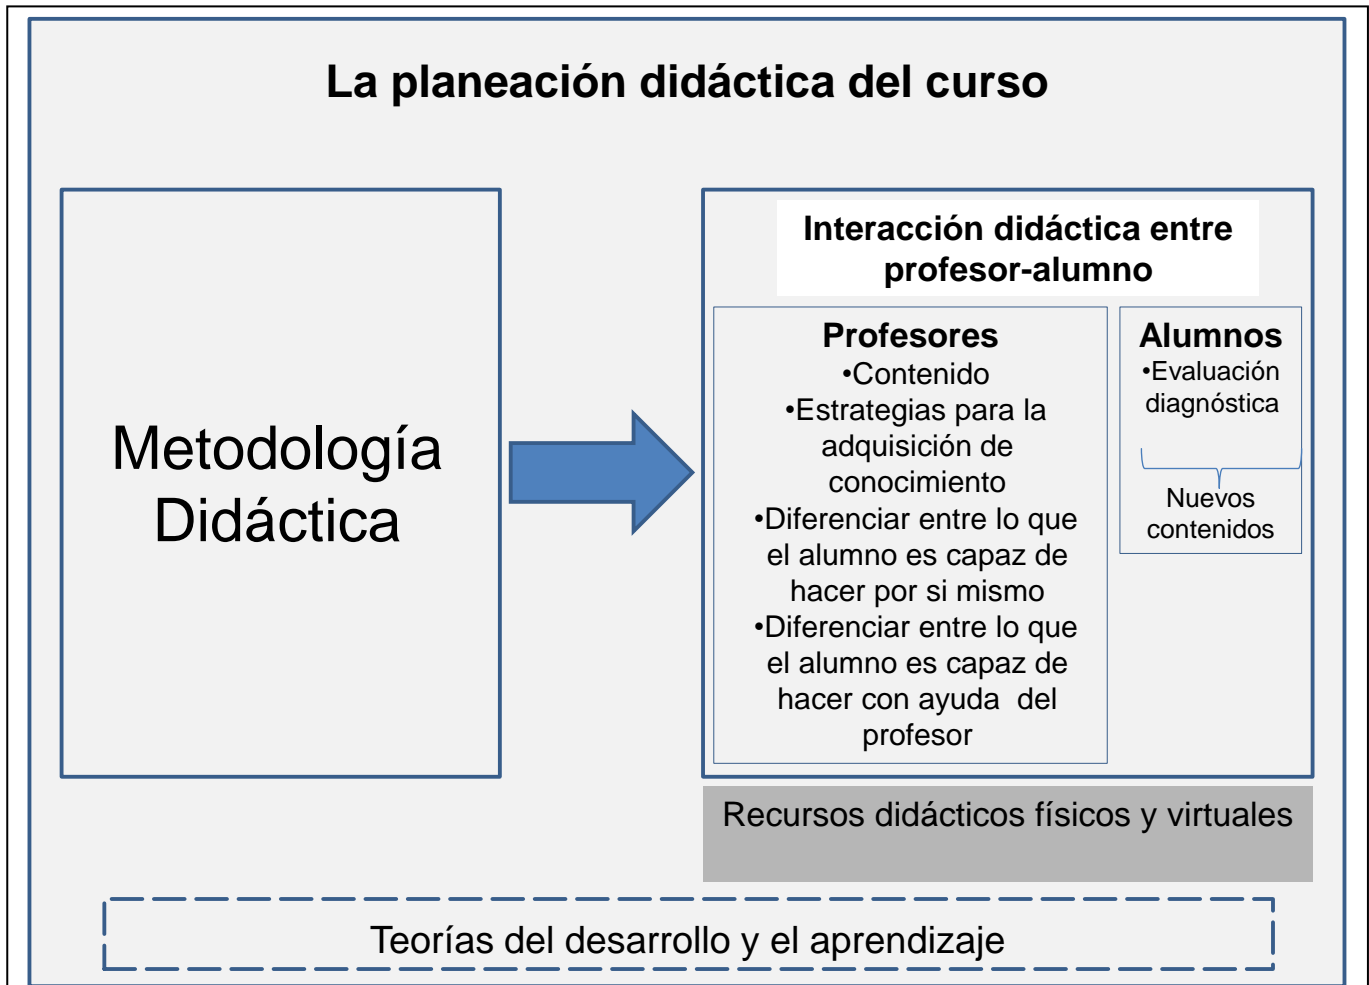 La planeación didáctica del curso
Metodología
Didáctica
Interacción didáctica entre
profesor-alumno
Profesores
•Contenido
•Estrategias para la
adquisición de
conocimiento
•Diferenciar entre lo que
el alumno es capaz de
hacer por si mismo
•Diferenciar entre lo que
el alumno es capaz de
hacer con ayuda  del
profesor
Alumnos
•Evaluación
diagnóstica
Nuevos
contenidos
Recursos didácticos físicos y virtuales
Teorías del desarrollo y el aprendizaje